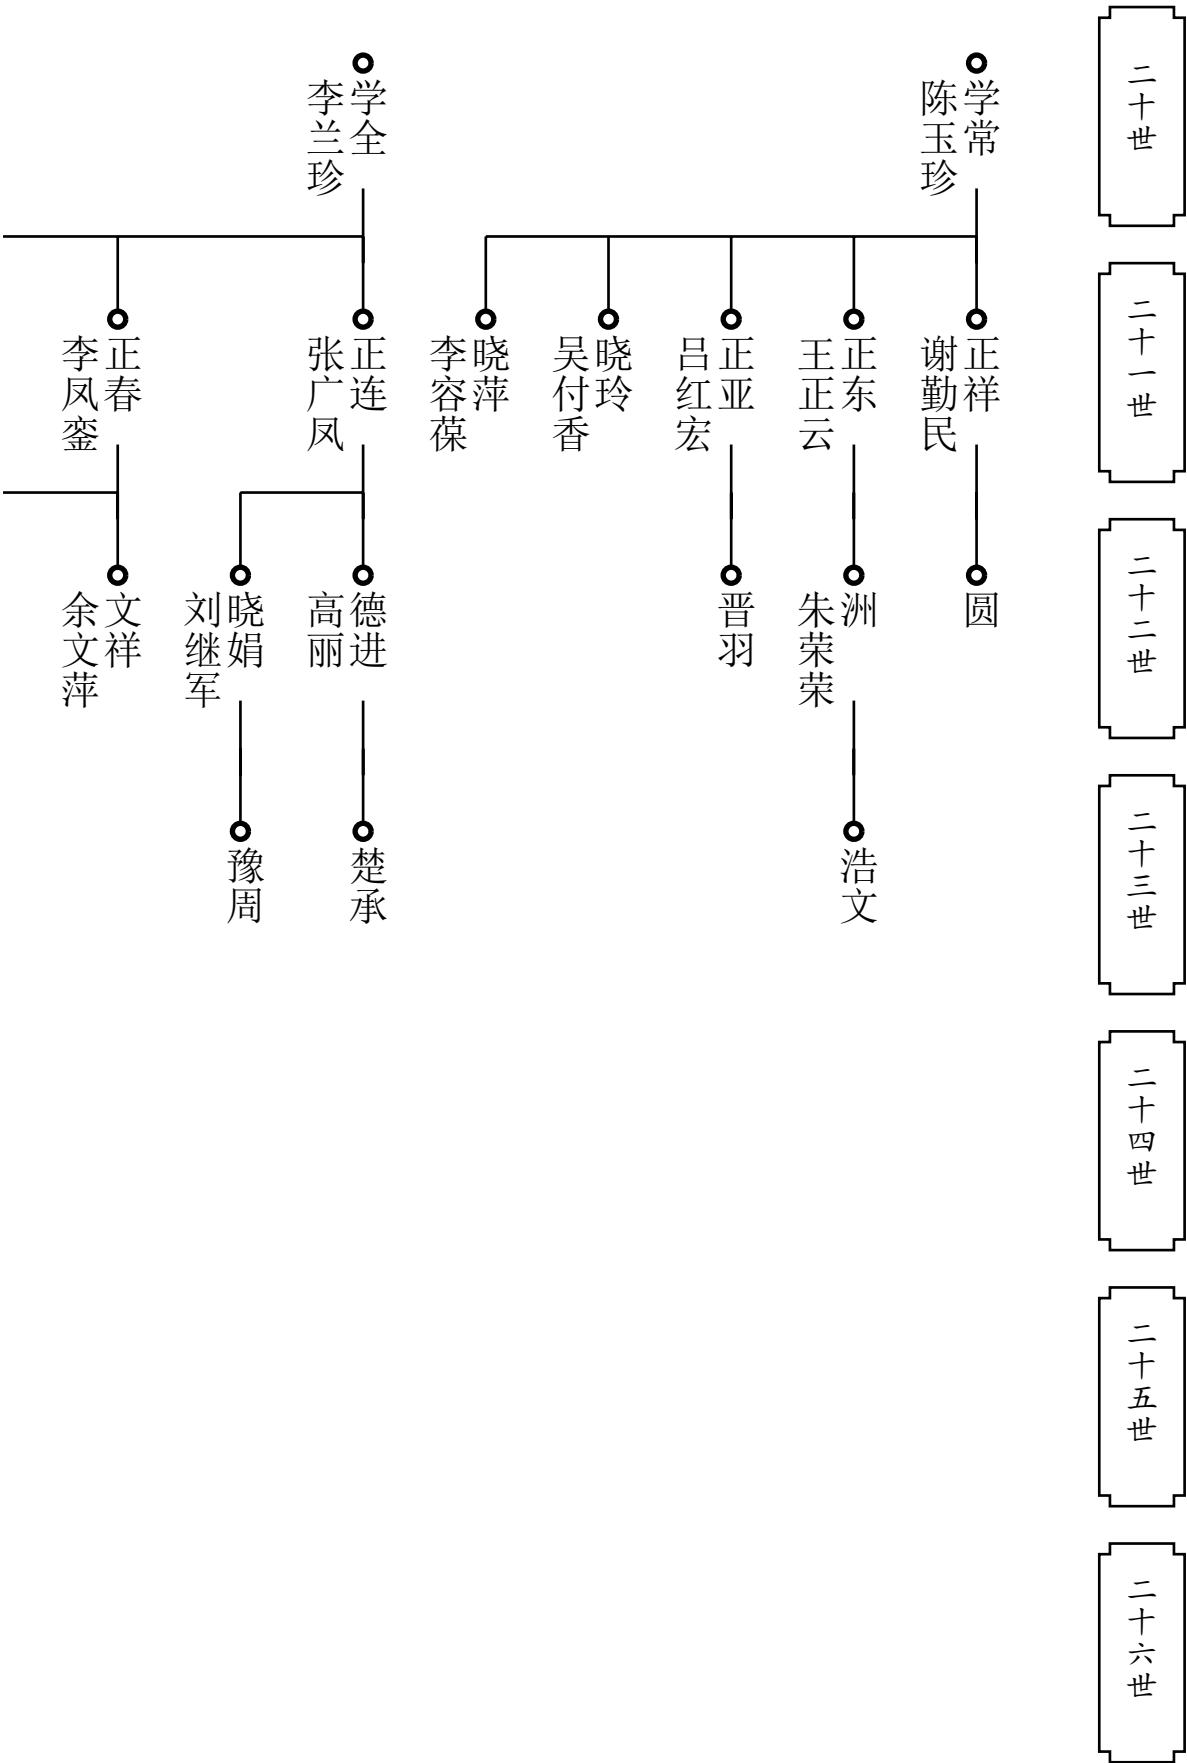 二十世
学常
陈玉珍
学全
李兰珍
二十一世
正祥
谢勤民
正东
王正云
正亚
吕红宏
晓玲
吴付香
晓萍
李容葆
正连
张广凤
正春
李凤銮
二十二世
圆
洲
朱荣荣
晋羽
德进
高丽
晓娟
刘继军
文祥
余文萍
二十三世
浩文
楚承
豫周
二十四世
二十五世
二十六世